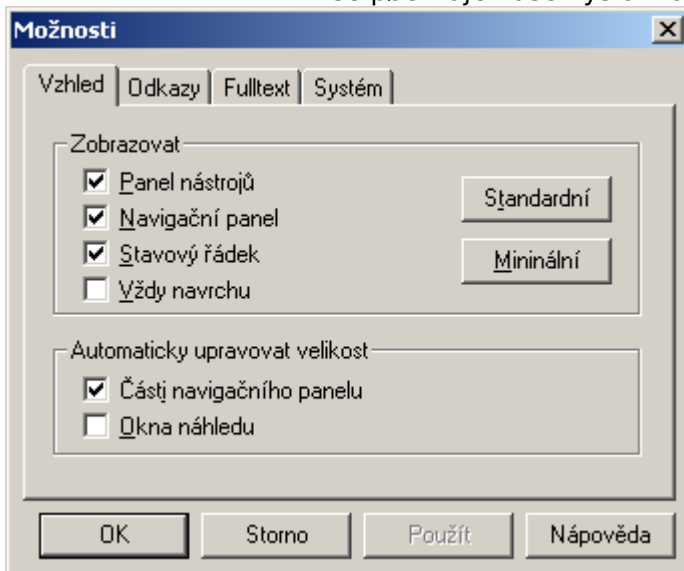 Možnosti
Vzhled Odkazy Fulltext Systém
Zobrazovat
Panel nástrojů
Standardní
Navigační panel
Stavový řádek
Mininální
Vždy navrchu
Automaticky upravovat velikost
Části navigačního panelu
Okna náhledu
OK Storno Použít Nápověda